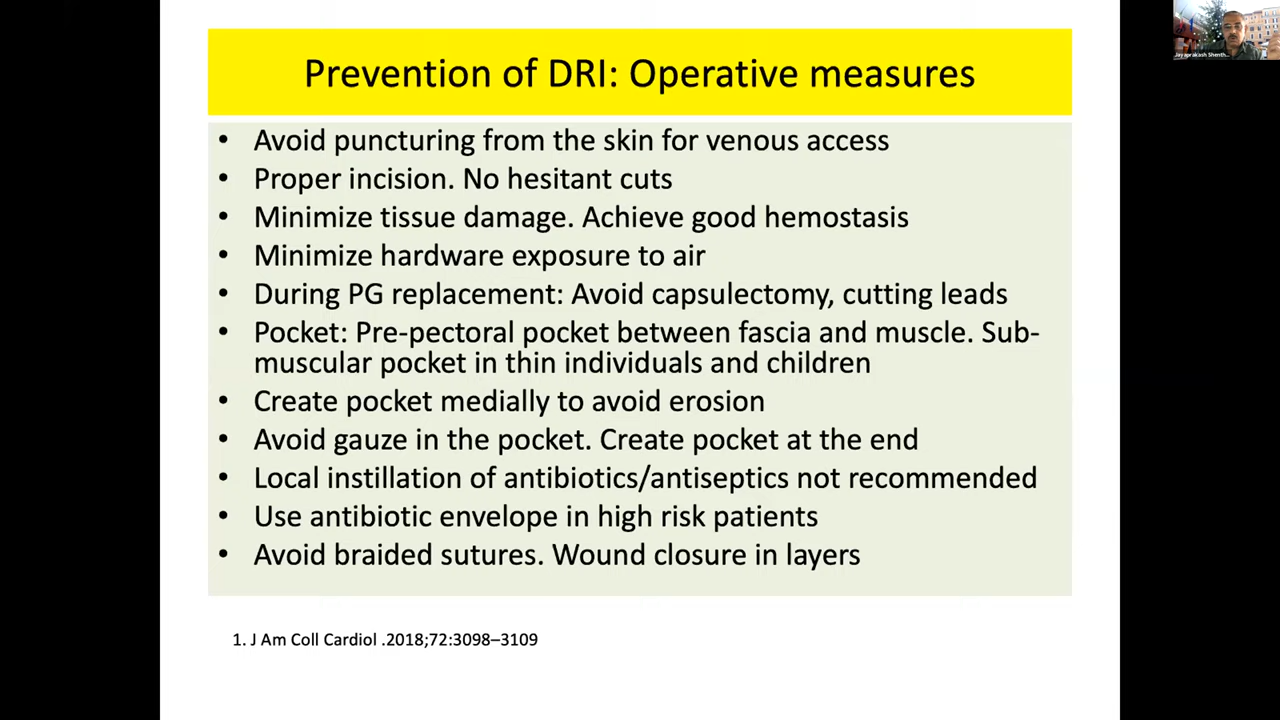 Prevention of DRI: Operative measures
• Avoid puncturing from the skin for venous access
• Proper incision. No hesitant cuts
• Minimize tissue damage. Achieve good hemostasis
• Minimize hardware exposure to air
• During PG replacement: Avoid capsulectomy, cutting leads
• Pocket: Pre-pectoral pocket between fascia and muscle. Sub-
muscular pocket in thin individuals and children
• Create pocket medially to avoid erosion
• Avoid gauze in the pocket. Create pocket at the end
• Local instillation of antibiotics/antiseptics not recommended
• Use antibiotic envelope in high risk patients
• Avoid braided sutures. Wound closure in layers
1. J Am Coll Cardiol .2018;72:3098–3109
Jayaprakash Shenth...